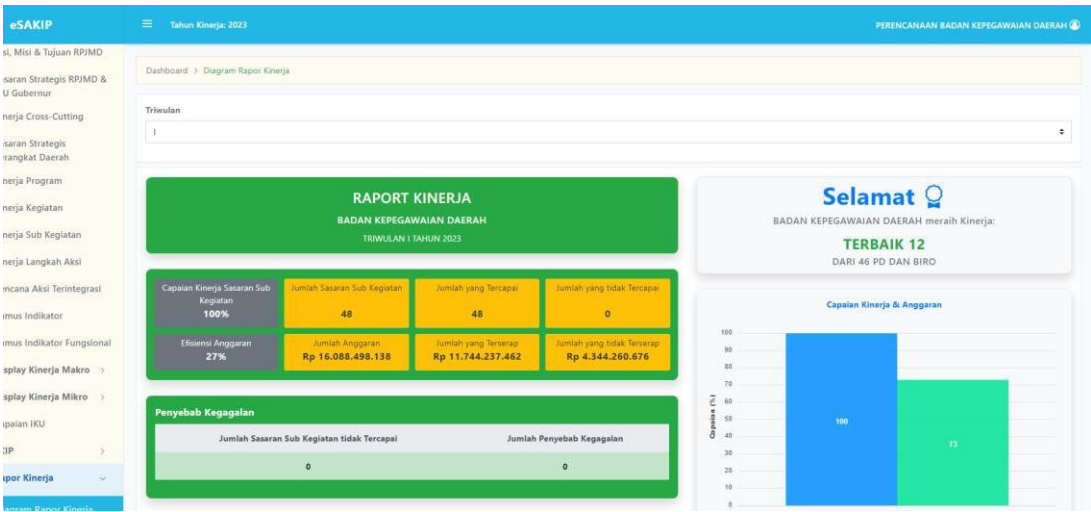 eSAKIP
Tahun Kinerja: 2023
PERENCANAAN BADAN KEPEGAWAIAN DAERAH
si, Misi & Tujuan RPJMD
saran Strategis RPJMD &
U Gubernur
nerja Cross-Cutting
saran Strategis
rangkat Daerah
nerja Program
nerja Kegiatan
nerja Sub Kegiatan
nerja Langkah Aksi
encana Aksi Terintegrasi
mus Indikator
mus Indikator Fungsional
splay Kinerja Makro >
splay Kinerja Mikro >
paian IKU
KIP >
apor Kinerja
agram Rapor Kinerja
Dashboard > Diagram Rapor Kinerja
Triwulan
I
RAPORT KINERJA
BADAN KEPEGAWAIAN DAERAH
TRIWULAN I TAHUN 2023
Capaian Kinerja Sasaran Sub
Kegiatan
100%
Jumlah Sasaran Sub Kegiatan
48
Jumlah yang Tercapai
48
Jumlah yang tidak Tercapai
0
Efisiensi Anggaran
27%
Jumlah Anggaran
Rp 16.088.498.138
Jumlah yang Terserap
Rp 11.744.237.462
Jumlah yang tidak Terserap
Rp 4.344.260.676
Penyebab Kegagalan
Jumlah Sasaran Sub Kegiatan tidak Tercapai
Jumlah Penyebab Kegagalan
0
0
Selamat
BADAN KEPEGAWAIAN DAERAH meraih Kinerja:
TERBAIK 12
DARI 46 PD DAN BIRO
Capaian Kinerja & Anggaran
Capaian (%)
100
90
80
70
60
50
40
30
20
10
0
100
73